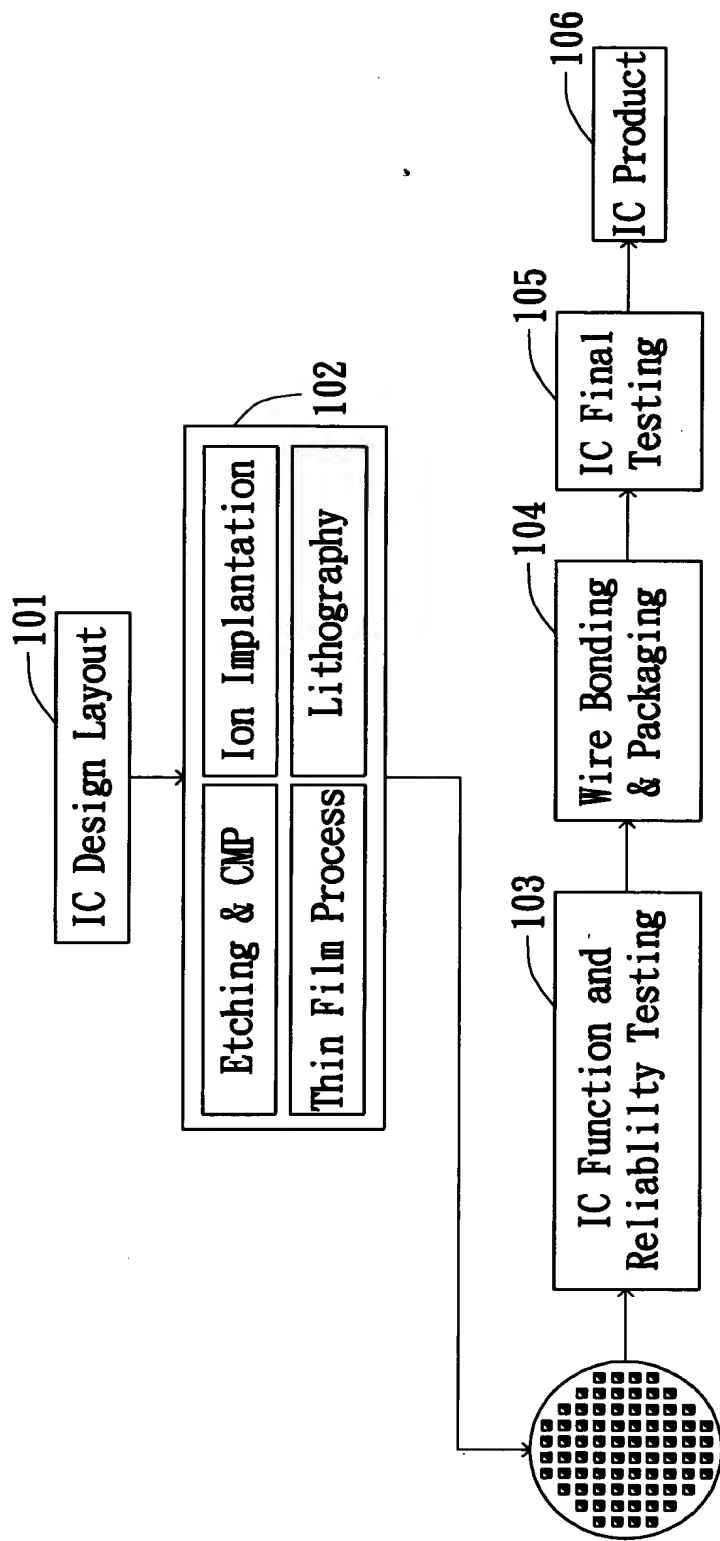 101
IC Design Layout
102
Etching & CMP
Ion Implantation
Thin Film Process
Lithography
103
IC Function and
Reliablilty Testing
104
Wire Bonding
& Packaging
105
IC Final
Testing
106
IC Product